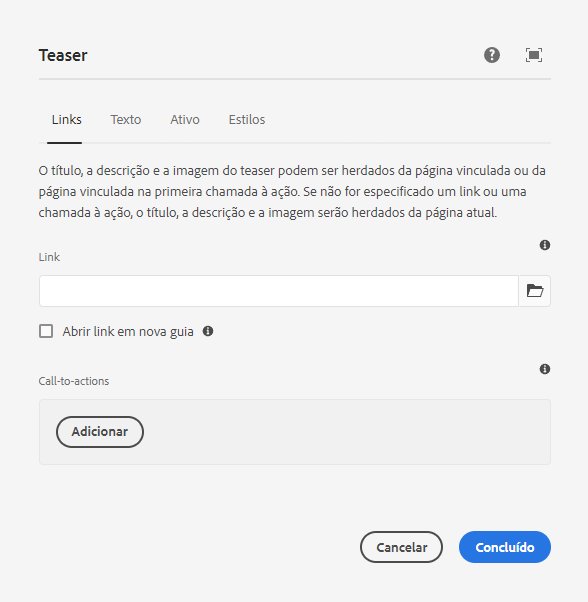 Teaser
Links Texto Ativo Estilos
O título, a descrição e a imagem do teaser podem ser herdados da página vinculada ou da
página vinculada na primeira chamada à ação. Se não for especificado um link ou uma
chamada à ação, o título, a descrição e a imagem serão herdados da página atual.
Link
Abrir link em nova guia
Call-to-actions
Adicionar
Cancelar Concluído